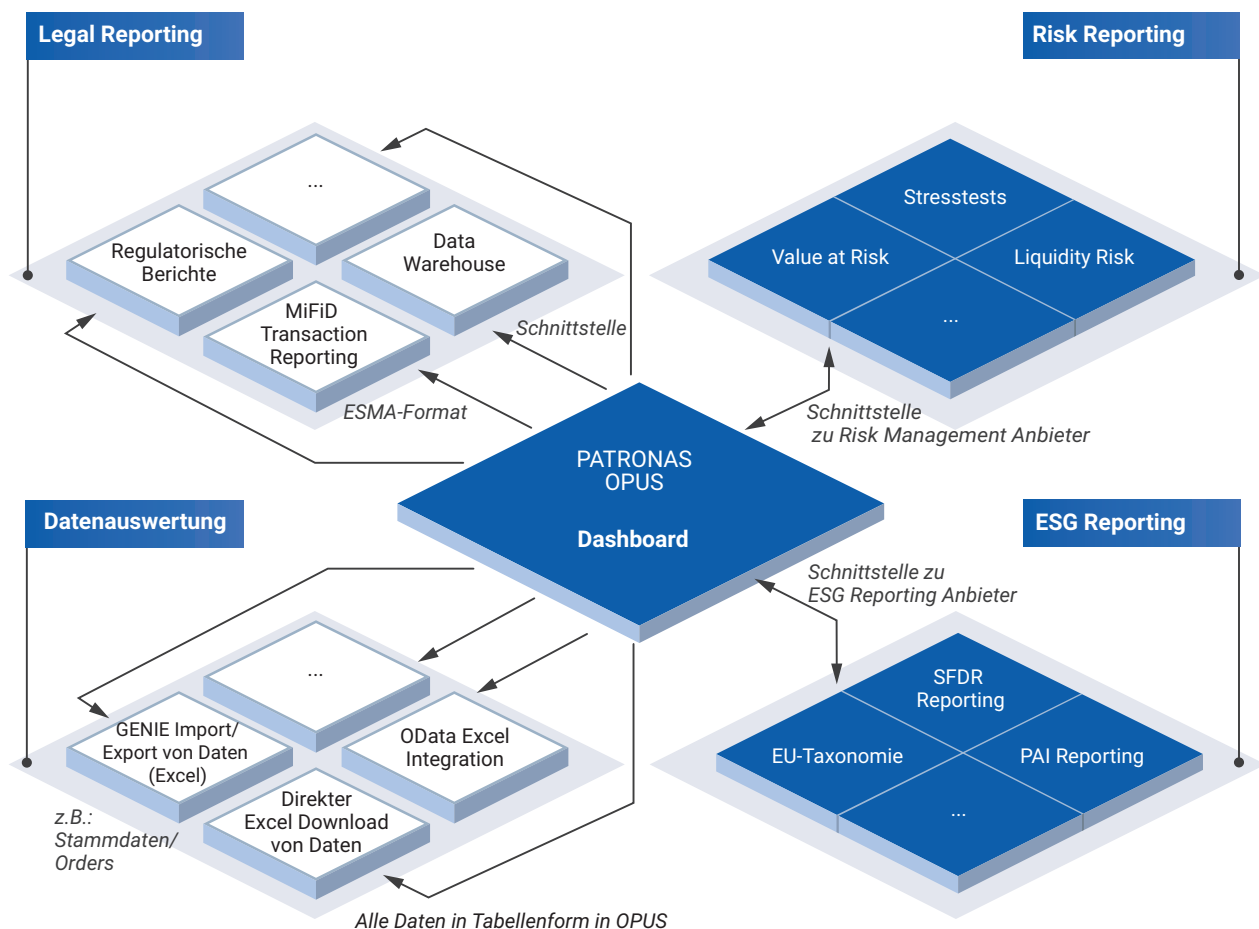 Legal Reporting
Risk Reporting
...
Regulatorische
Berichte
Data
Warehouse
MiFiD
Transaction
Reporting
Schnittstelle
ESMA-Format
Stresstests
Value at Risk
Liquidity Risk
...
Schnittstelle
zu Risk Management Anbieter
PATRONAS
OPUS
Dashboard
Datenauswertung
ESG Reporting
Schnittstelle zu
ESG Reporting Anbieter
...
GENIE Import/
Export von Daten
(Excel)
OData Excel
Integration
Direkter
Excel Download
von Daten
z.B.:
Stammdaten/
Orders
Alle Daten in Tabellenform in OPUS
SFDR
Reporting
EU-Taxonomie
PAI Reporting
...